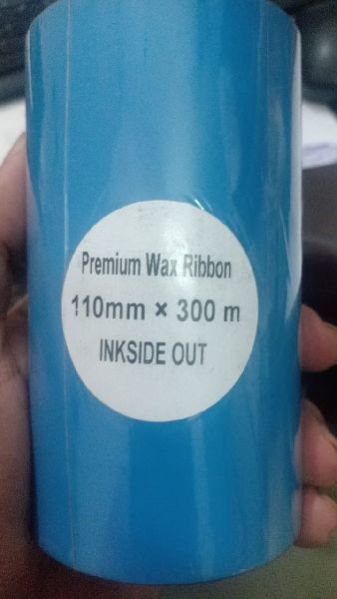 Premium Wax Ribbon
110mm × 300 m
INKSIDE OUT